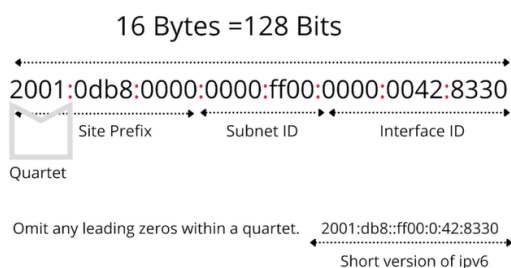 16 Bytes =128 Bits
2001:0db8:0000:0000:ff00:0000:0042:8330
Site Prefix Subnet ID Interface ID
Quartet
Omit any leading zeros within a quartet. 2001:db8::ff00:0:42:8330
Short version of ipv6